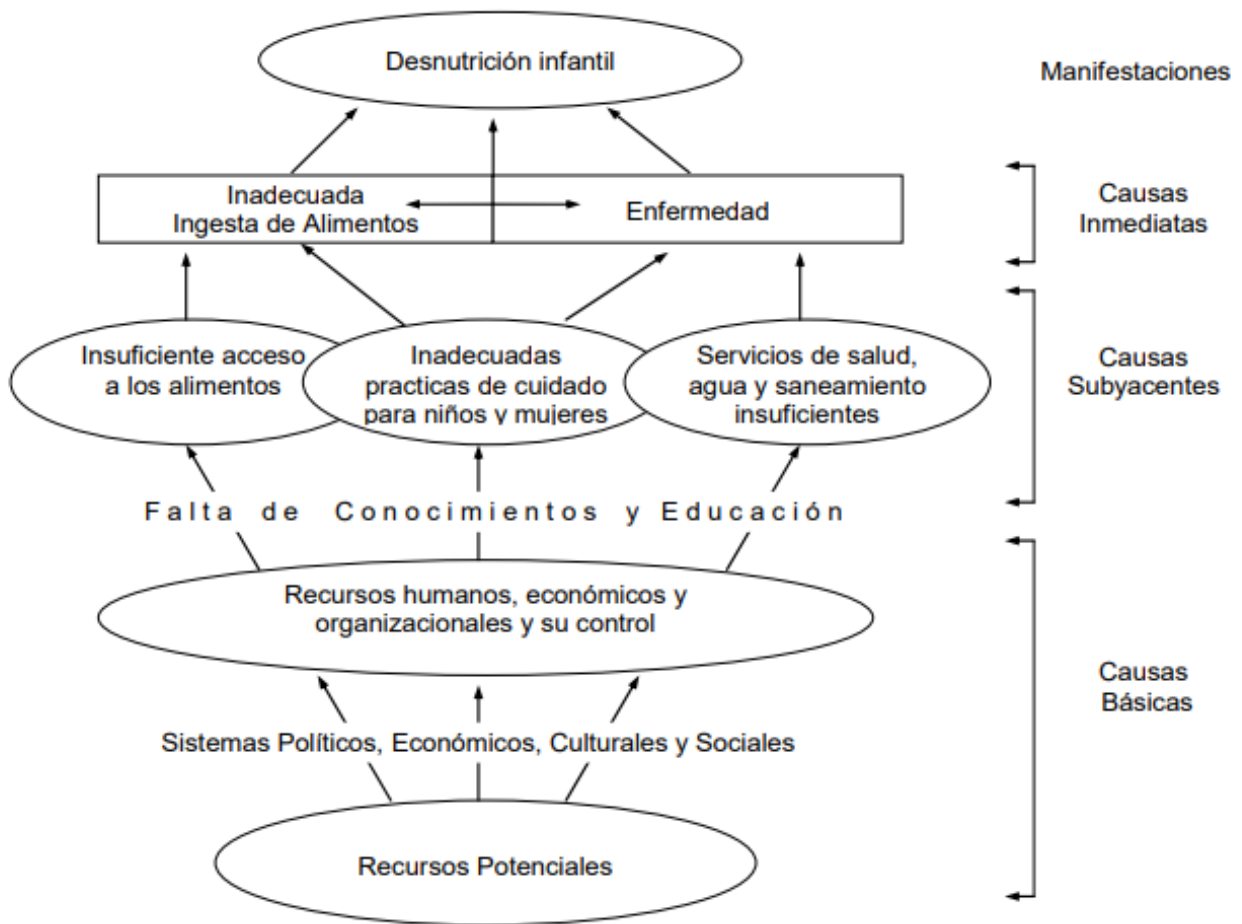 Desnutrición infantil
Manifestaciones
Inadecuada
Ingesta de Alimentos
Enfermedad
Causas
Inmediatas
Insuficiente acceso
a los alimentos
Inadecuadas
practicas de cuidado
para niños y mujeres
Servicios de salud,
agua y saneamiento
insuficientes
Causas
Subyacentes
Falta de Conocimientos y Educación
Recursos humanos, económicos y
organizacionales y su control
Causas
Básicas
Sistemas Políticos, Económicos, Culturales y Sociales
Recursos Potenciales